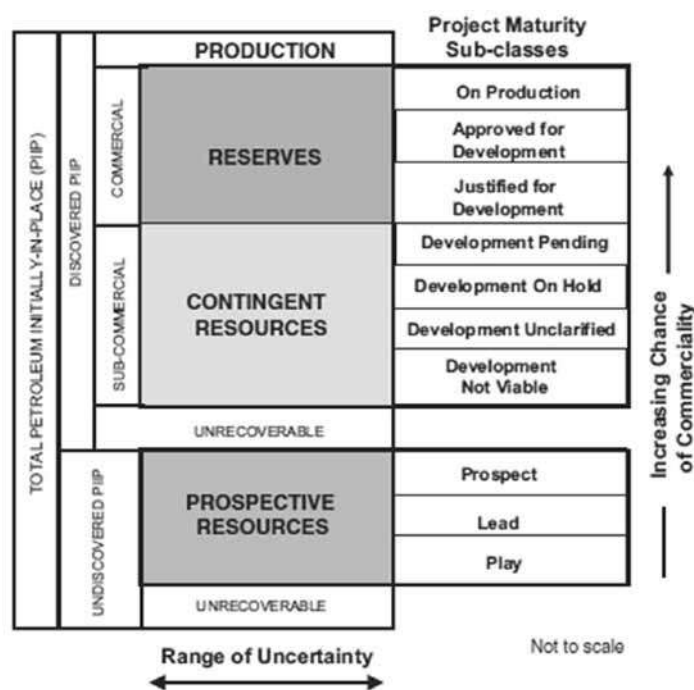 TOTAL PETROLEUM INITIALLY-IN-PLACE (PIIP)
DISCOVERED PIIP
UNDISCOVERED PIIP
COMMERCIAL
SUB-COMMERCIAL
PRODUCTION
RESERVES
CONTINGENT
RESOURCES
UNRECOVERABLE
PROSPECTIVE
RESOURCES
UNRECOVERABLE
Project Maturity
Sub-classes
On Production
Approved for
Development
Justified for
Development
Development Pending
Development On Hold
Development Unclarified
Development
Not Viable
Prospect
Lead
Play
Increasing Chance
of Commerciality
Range of Uncertainty
Not to scale